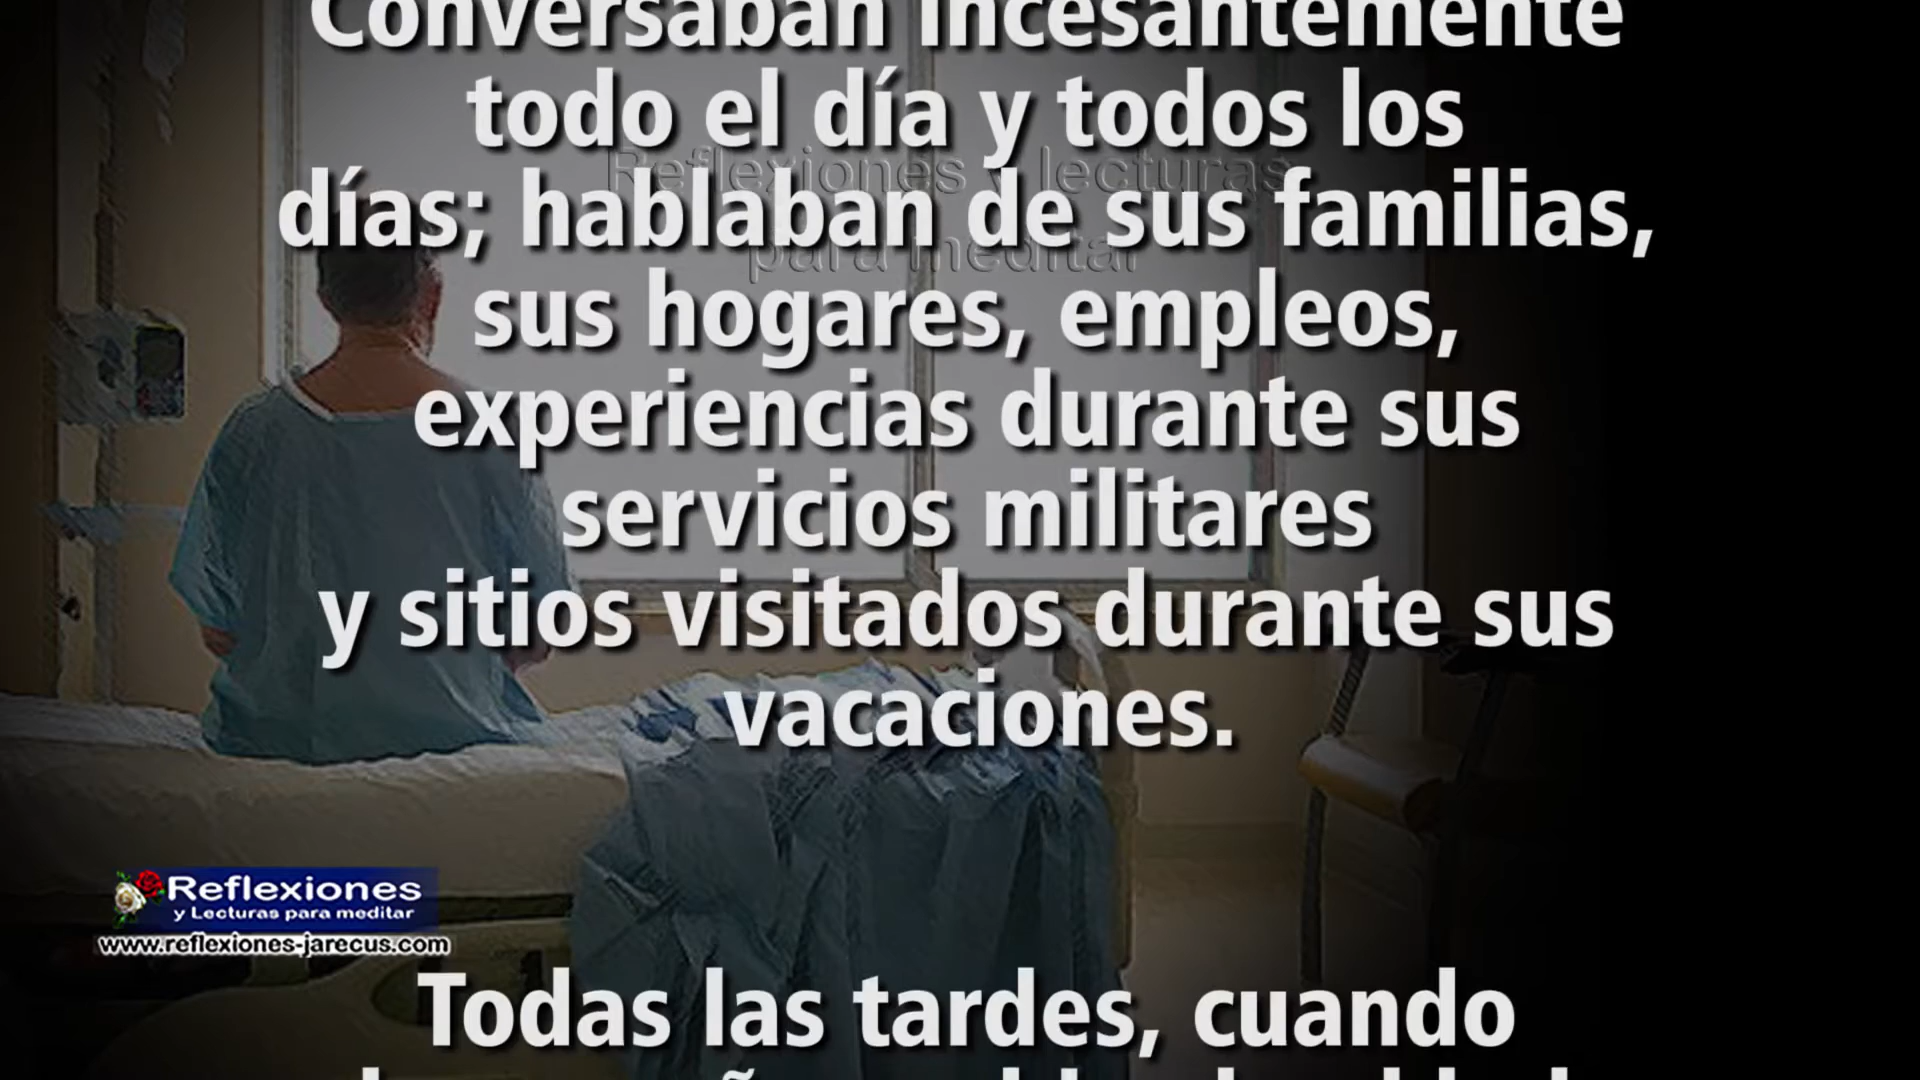 Conversaban incesantemente
todo el día y todos los
Reflexiones y lecturas
días; hablaban de sus familias,
para meditar
sus hogares, empleos,
experiencias durante sus
servicios militares
y sitios visitados durante sus
vacaciones.
Reflexiones
y Lecturas para meditar
www.reflexiones-jarecus.com
Todas las tardes, cuando